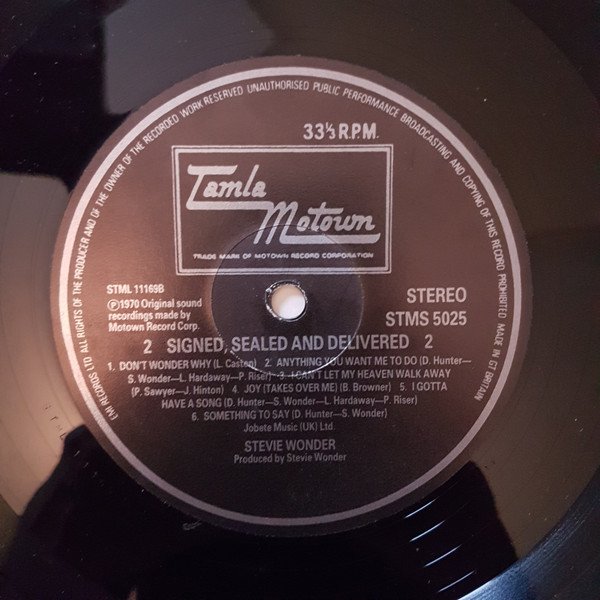 EMI RECORDS LTD ALL RIGHTS OF THE PRODUCER AND OF THE OWNER OF THE RECORDED WORK RESERVED UNAUTHORISED PUBLIC PERFORMANCE BROADCASTING AND COPYING OF THIS RECORD PROHIBITED MADE IN GT BRITAIN
33⅓ R.P.M.
Tamla
Motown
TRADE MARK OF MOTOWN RECORD CORPORATION
STML 11169B
℗1970 Original sound
recordings made by
Motown Record Corp.
STEREO
STMS 5025
2 SIGNED, SEALED AND DELIVERED 2
1. DON'T WONDER WHY (L. Caston) 2. ANYTHING YOU WANT ME TO DO (D. Hunter—
S. Wonder—L. Hardaway—P. Riser) 3. I CAN'T LET MY HEAVEN WALK AWAY
(P. Sawyer—J. Hinton) 4. JOY (TAKES OVER ME) (B. Browner) 5. I GOTTA
HAVE A SONG (D. Hunter—S. Wonder—L. Hardaway—P. Riser)
6. SOMETHING TO SAY (D. Hunter—S. Wonder)
Jobete Music (UK) Ltd.
STEVIE WONDER
Produced by Stevie Wonder